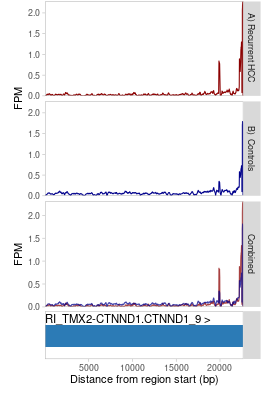 2.0
1.5
1.0
0.5
0.0
FPM
A) Recurrent HCC
2.0
1.5
1.0
0.5
0.0
FPM
B) Controls
2.0
1.5
1.0
0.5
0.0
FPM
Combined
RI_TMX2-CTNND1.CTNND1_9 >
5000 10000 15000 20000
Distance from region start (bp)